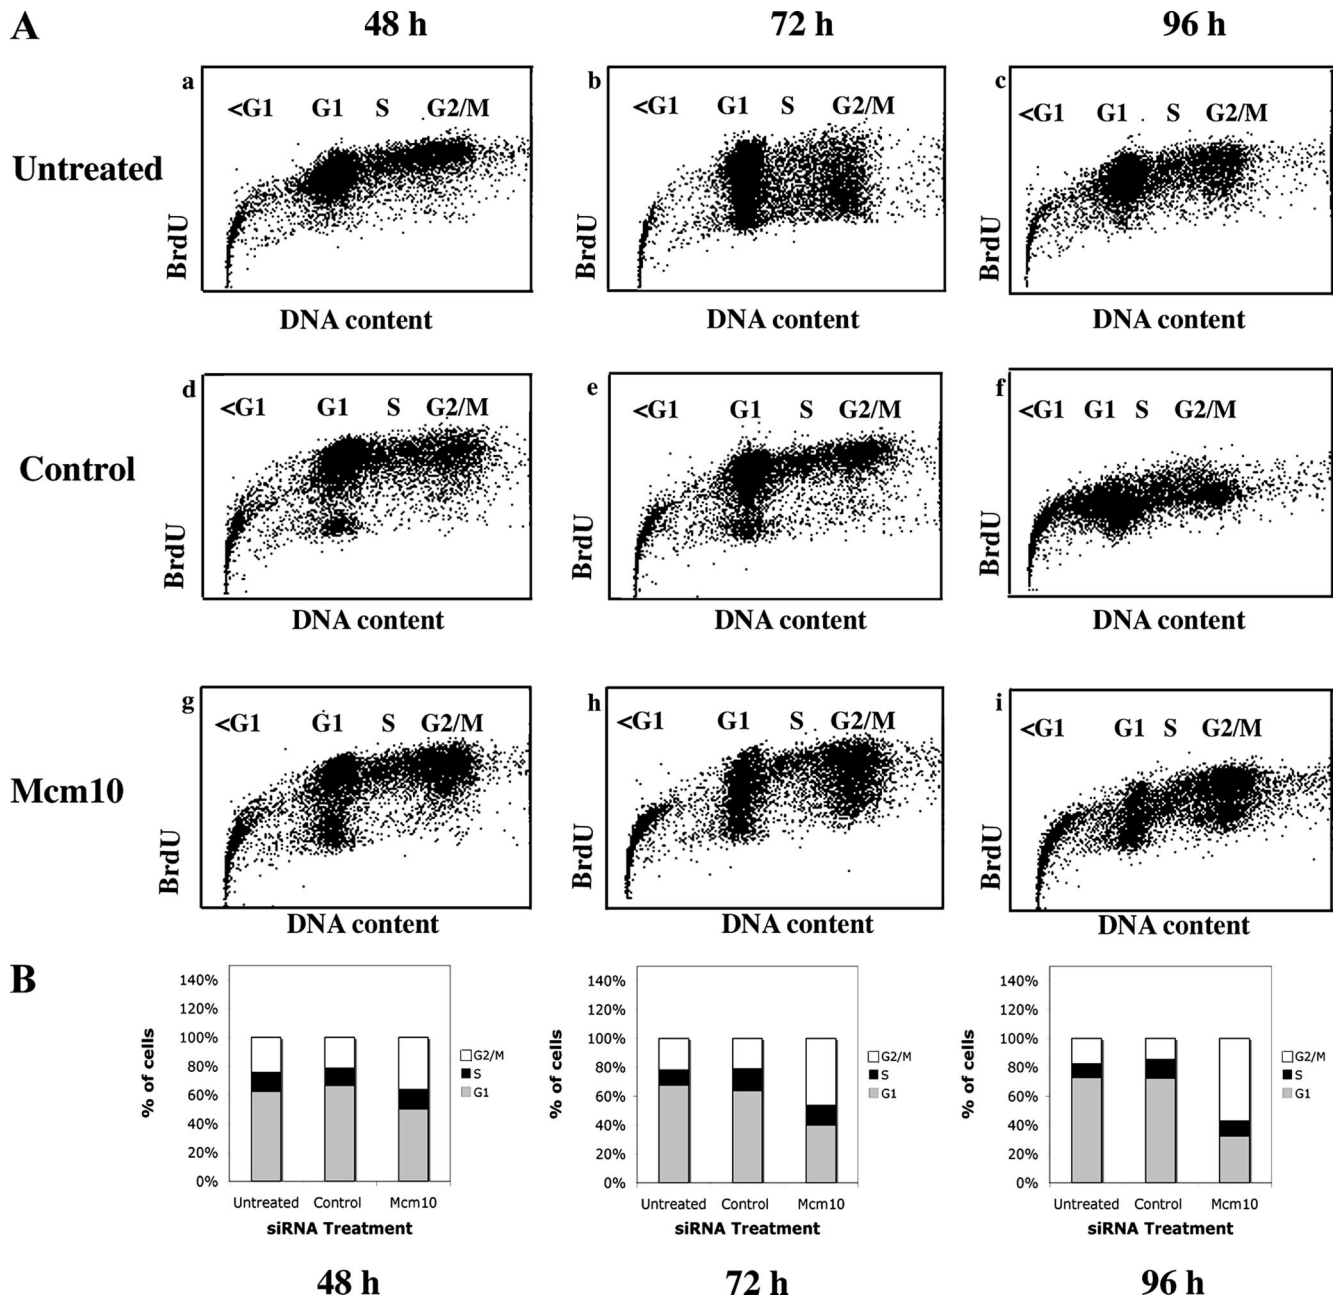 A 48 h 72 h 96 h
a <G1 G1 S G2/M b <G1 G1 S G2/M c <G1 G1 S G2/M
Untreated
BrdU BrdU BrdU
DNA content DNA content DNA content
d <G1 G1 S G2/M e <G1 G1 S G2/M f <G1 G1 S G2/M
Control
BrdU BrdU BrdU
DNA content DNA content DNA content
g <G1 G1 S G2/M h <G1 G1 S G2/M i <G1 G1 S G2/M
Mcm10
BrdU BrdU BrdU
DNA content DNA content DNA content
B
% of cells
140%
120%
100%
80%
60%
40%
20%
0%
G2/M
S
G1
Untreated Control Mcm10
siRNA Treatment
48 h
% of cells
140%
120%
100%
80%
60%
40%
20%
0%
G2/M
S
G1
Untreated Control Mcm10
siRNA Treatment
72 h
% of cells
140%
120%
100%
80%
60%
40%
20%
0%
G2/M
S
G1
Untreated Control Mcm10
siRNA Treatment
96 h